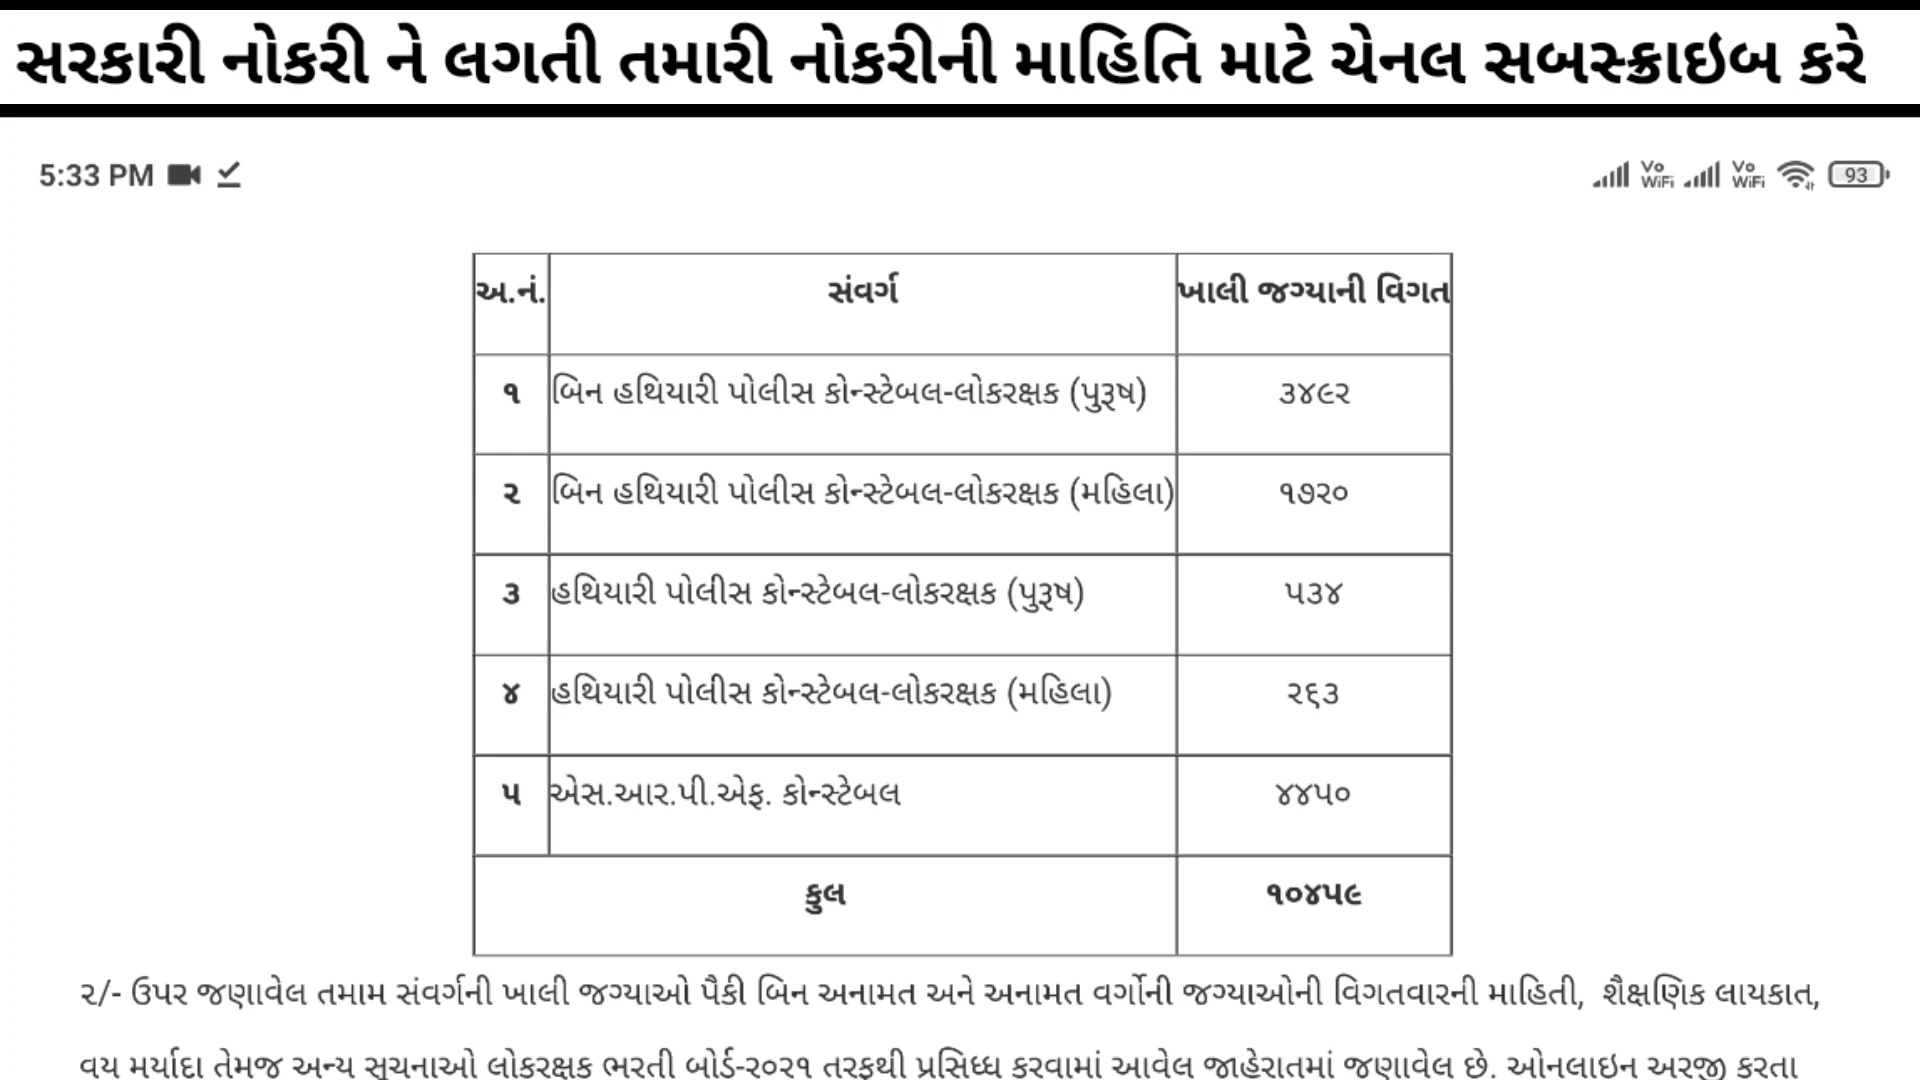 સરકારી નોકરી ને લગતી તમારી નોકરીની માહિતિ માટે ચેનલ સબસ્ક્રાઇબ કરે
5:33 PM Vo WiFi Vo WiFi 93
અ.નં. સંવર્ગ ખાલી જગ્યાની વિગત
૧ બિન હથિયારી પોલીસ કોન્સ્ટેબલ-લોકરક્ષક (પુરૂષ) ૩૪૯૨
૨ બિન હથિયારી પોલીસ કોન્સ્ટેબલ-લોકરક્ષક (મહિલા) ૧૭૨૦
૩ હથિયારી પોલીસ કોન્સ્ટેબલ-લોકરક્ષક (પુરૂષ) ૫૩૪
૪ હથિયારી પોલીસ કોન્સ્ટેબલ-લોકરક્ષક (મહિલા) ૨૬૩
૫ એસ.આર.પી.એફ. કોન્સ્ટેબલ ૪૪૫૦
કુલ ૧૦૪૫૯
૨/- ઉપર જણાવેલ તમામ સંવર્ગની ખાલી જગ્યાઓ પૈકી બિન અનામત અને અનામત વર્ગોની જગ્યાઓની વિગતવારની માહિતી, શૈક્ષણિક લાયકાત,
વય મર્યાદા તેમજ અન્ય સુચનાઓ લોકરક્ષક ભરતી બોર્ડ-૨૦૨૧ તરફથી પ્રસિધ્ધ કરવામાં આવેલ જાહેરાતમાં જણાવેલ છે. ઓનલાઇન અરજી કરતા